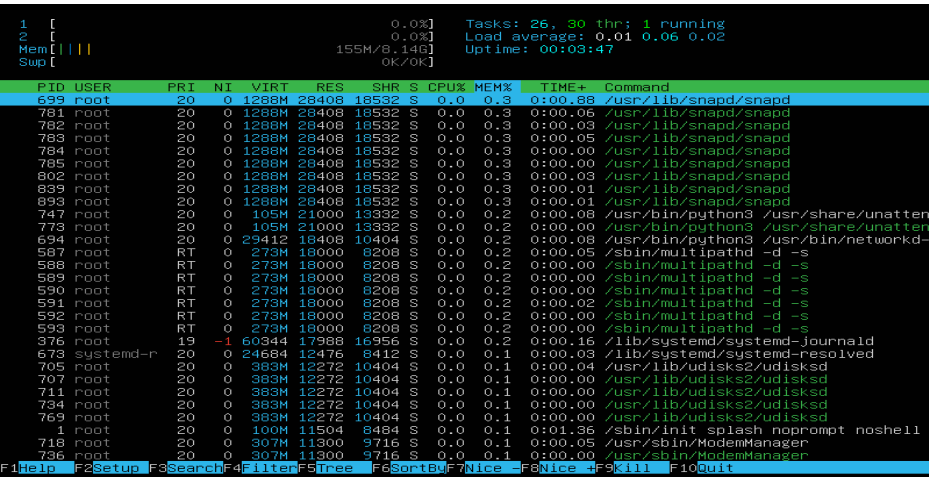 1 [ 0.0%] Tasks: 26, 30 thr; 1 running
2 [ 0.0%] Load average: 0.01 0.06 0.02
Mem[|||| 155M/8.14G] Uptime: 00:03:47
Swp[ 0K/0K]
PID USER PRI NI VIRT RES SHR S CPU% MEM% TIME+ Command
699 root 20 0 1288M 28408 18532 S 0.0 0.3 0:00.88 /usr/lib/snapd/snapd
781 root 20 0 1288M 28408 18532 S 0.0 0.3 0:00.06 /usr/lib/snapd/snapd
782 root 20 0 1288M 28408 18532 S 0.0 0.3 0:00.03 /usr/lib/snapd/snapd
783 root 20 0 1288M 28408 18532 S 0.0 0.3 0:00.05 /usr/lib/snapd/snapd
784 root 20 0 1288M 28408 18532 S 0.0 0.3 0:00.00 /usr/lib/snapd/snapd
785 root 20 0 1288M 28408 18532 S 0.0 0.3 0:00.00 /usr/lib/snapd/snapd
802 root 20 0 1288M 28408 18532 S 0.0 0.3 0:00.03 /usr/lib/snapd/snapd
839 root 20 0 1288M 28408 18532 S 0.0 0.3 0:00.01 /usr/lib/snapd/snapd
893 root 20 0 1288M 28408 18532 S 0.0 0.3 0:00.01 /usr/lib/snapd/snapd
747 root 20 0 105M 21000 13332 S 0.0 0.2 0:00.08 /usr/bin/python3 /usr/share/unatten
773 root 20 0 105M 21000 13332 S 0.0 0.2 0:00.00 /usr/bin/python3 /usr/share/unatten
694 root 20 0 29412 18408 10404 S 0.0 0.2 0:00.08 /usr/bin/python3 /usr/bin/networkd-
587 root RT 0 273M 18000 8208 S 0.0 0.2 0:00.05 /sbin/multipathd -d -s
588 root RT 0 273M 18000 8208 S 0.0 0.2 0:00.00 /sbin/multipathd -d -s
589 root RT 0 273M 18000 8208 S 0.0 0.2 0:00.00 /sbin/multipathd -d -s
590 root RT 0 273M 18000 8208 S 0.0 0.2 0:00.00 /sbin/multipathd -d -s
591 root RT 0 273M 18000 8208 S 0.0 0.2 0:00.02 /sbin/multipathd -d -s
592 root RT 0 273M 18000 8208 S 0.0 0.2 0:00.00 /sbin/multipathd -d -s
593 root RT 0 273M 18000 8208 S 0.0 0.2 0:00.00 /sbin/multipathd -d -s
376 root 19 -1 60344 17988 16956 S 0.0 0.2 0:00.16 /lib/systemd/systemd-journald
673 systemd-r 20 0 24684 12476 8412 S 0.0 0.1 0:00.03 /lib/systemd/systemd-resolved
705 root 20 0 383M 12272 10404 S 0.0 0.1 0:00.04 /usr/lib/udisks2/udisksd
707 root 20 0 383M 12272 10404 S 0.0 0.1 0:00.00 /usr/lib/udisks2/udisksd
711 root 20 0 383M 12272 10404 S 0.0 0.1 0:00.00 /usr/lib/udisks2/udisksd
734 root 20 0 383M 12272 10404 S 0.0 0.1 0:00.00 /usr/lib/udisks2/udisksd
769 root 20 0 383M 12272 10404 S 0.0 0.1 0:00.00 /usr/lib/udisks2/udisksd
1 root 20 0 100M 11504 8484 S 0.0 0.1 0:01.36 /sbin/init splash noprompt noshell
718 root 20 0 307M 11300 9716 S 0.0 0.1 0:00.05 /usr/sbin/ModemManager
736 root 20 0 307M 11300 9716 S 0.0 0.1 0:00.00 /usr/sbin/ModemManager
F1Help F2Setup F3SearchF4FilterF5Tree F6SortByF7Nice -F8Nice +F9Kill F10Quit